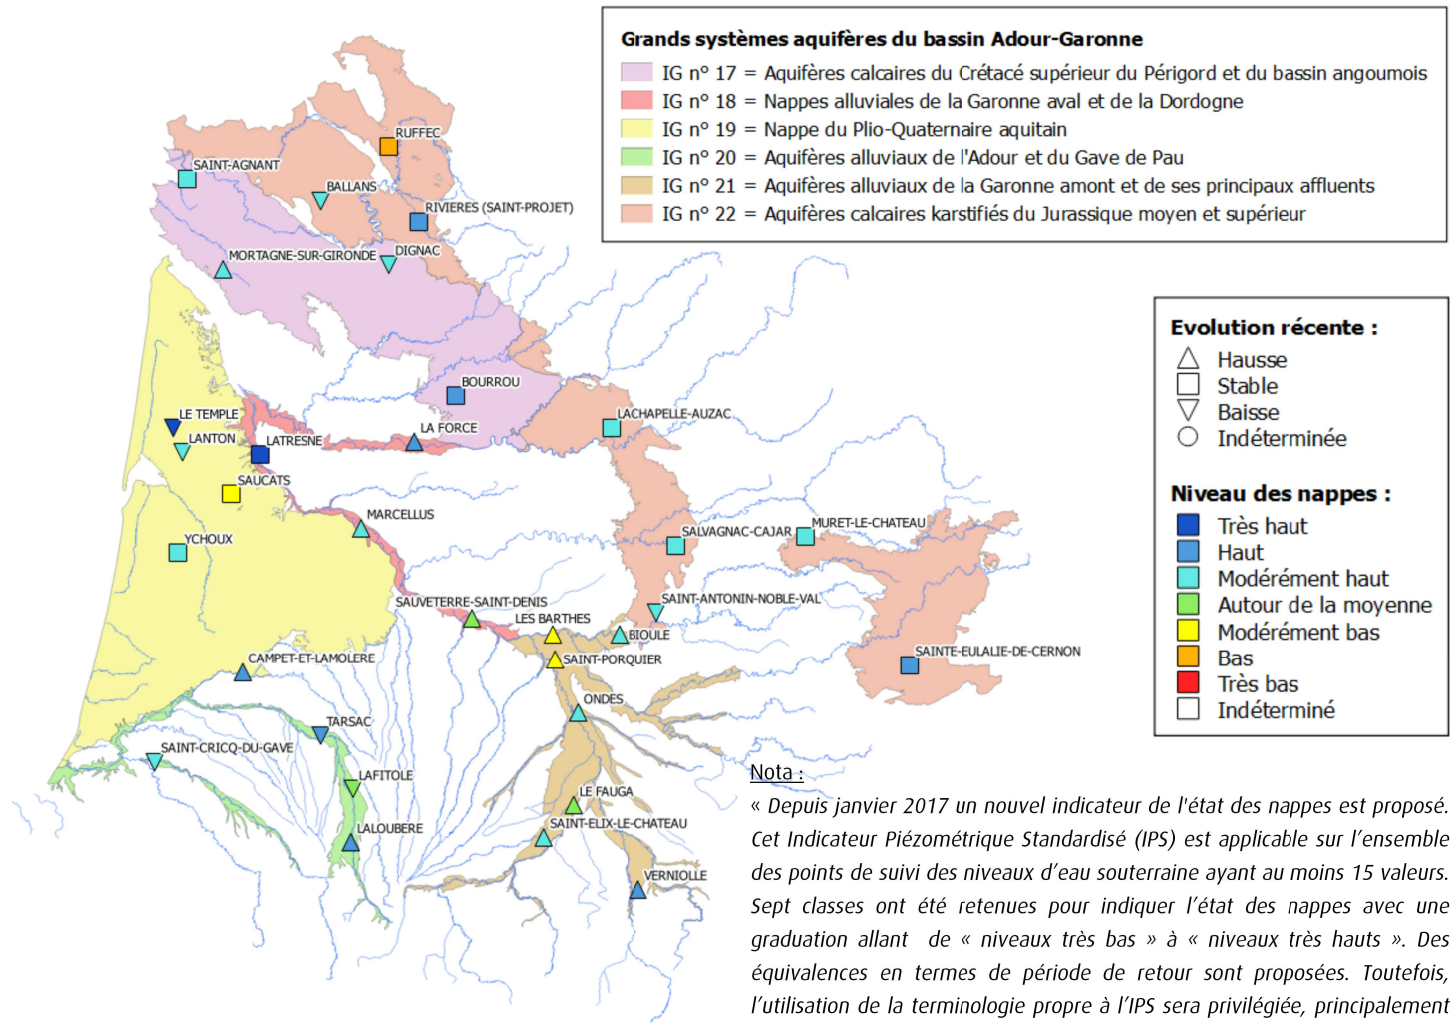 Grands systèmes aquifères du bassin Adour-Garonne
IG n° 17 = Aquifères calcaires du Crétacé supérieur du Périgord et du bassin angoumois
IG n° 18 = Nappes alluviales de la Garonne aval et de la Dordogne
IG n° 19 = Nappe du Plio-Quaternaire aquitain
IG n° 20 = Aquifères alluviaux de l'Adour et du Gave de Pau
IG n° 21 = Aquifères alluviaux de la Garonne amont et de ses principaux affluents
IG n° 22 = Aquifères calcaires karstifiés du Jurassique moyen et supérieur
RUFFEC
SAINT-AGNANT
BALLANS
RIVIERES (SAINT-PROJET)
MORTAGNE-SUR-GIRONDE
DIGNAC
BOURROU
LE TEMPLE
LANTON
LATRESNE
LA FORCE
LACHAPELLE-AUZAC
SAUCATS
MARCELLUS
YCHOUX
SALVAGNAC-CAJAR
MURET-LE-CHATEAU
SAUVETERRE-SAINT-DENIS
LES BARTHES
SAINT-ANTONIN-NOBLE-VAL
BIOULE
SAINT-PORQUIER
SAINTE-EULALIE-DE-CERNON
CAMPET-ET-LAMOLERE
ONDES
TARSAC
SAINT-CRICQ-DU-GAVE
LAFITOLE
LE FAUGA
LALOUBERE
SAINT-ELIX-LE-CHATEAU
VERNIOLLE
Evolution récente :
Hausse
Stable
Baisse
Indéterminée
Niveau des nappes :
Très haut
Haut
Modérément haut
Autour de la moyenne
Modérément bas
Bas
Très bas
Indéterminé
Nota :
« Depuis janvier 2017 un nouvel indicateur de l'état des nappes est proposé.
Cet Indicateur Piézométrique Standardisé (IPS) est applicable sur l'ensemble
des points de suivi des niveaux d'eau souterraine ayant au moins 15 valeurs.
Sept classes ont été retenues pour indiquer l'état des nappes avec une
graduation allant de « niveaux très bas » à « niveaux très hauts ». Des
équivalences en termes de période de retour sont proposées. Toutefois,
l'utilisation de la terminologie propre à l'IPS sera privilégiée, principalement